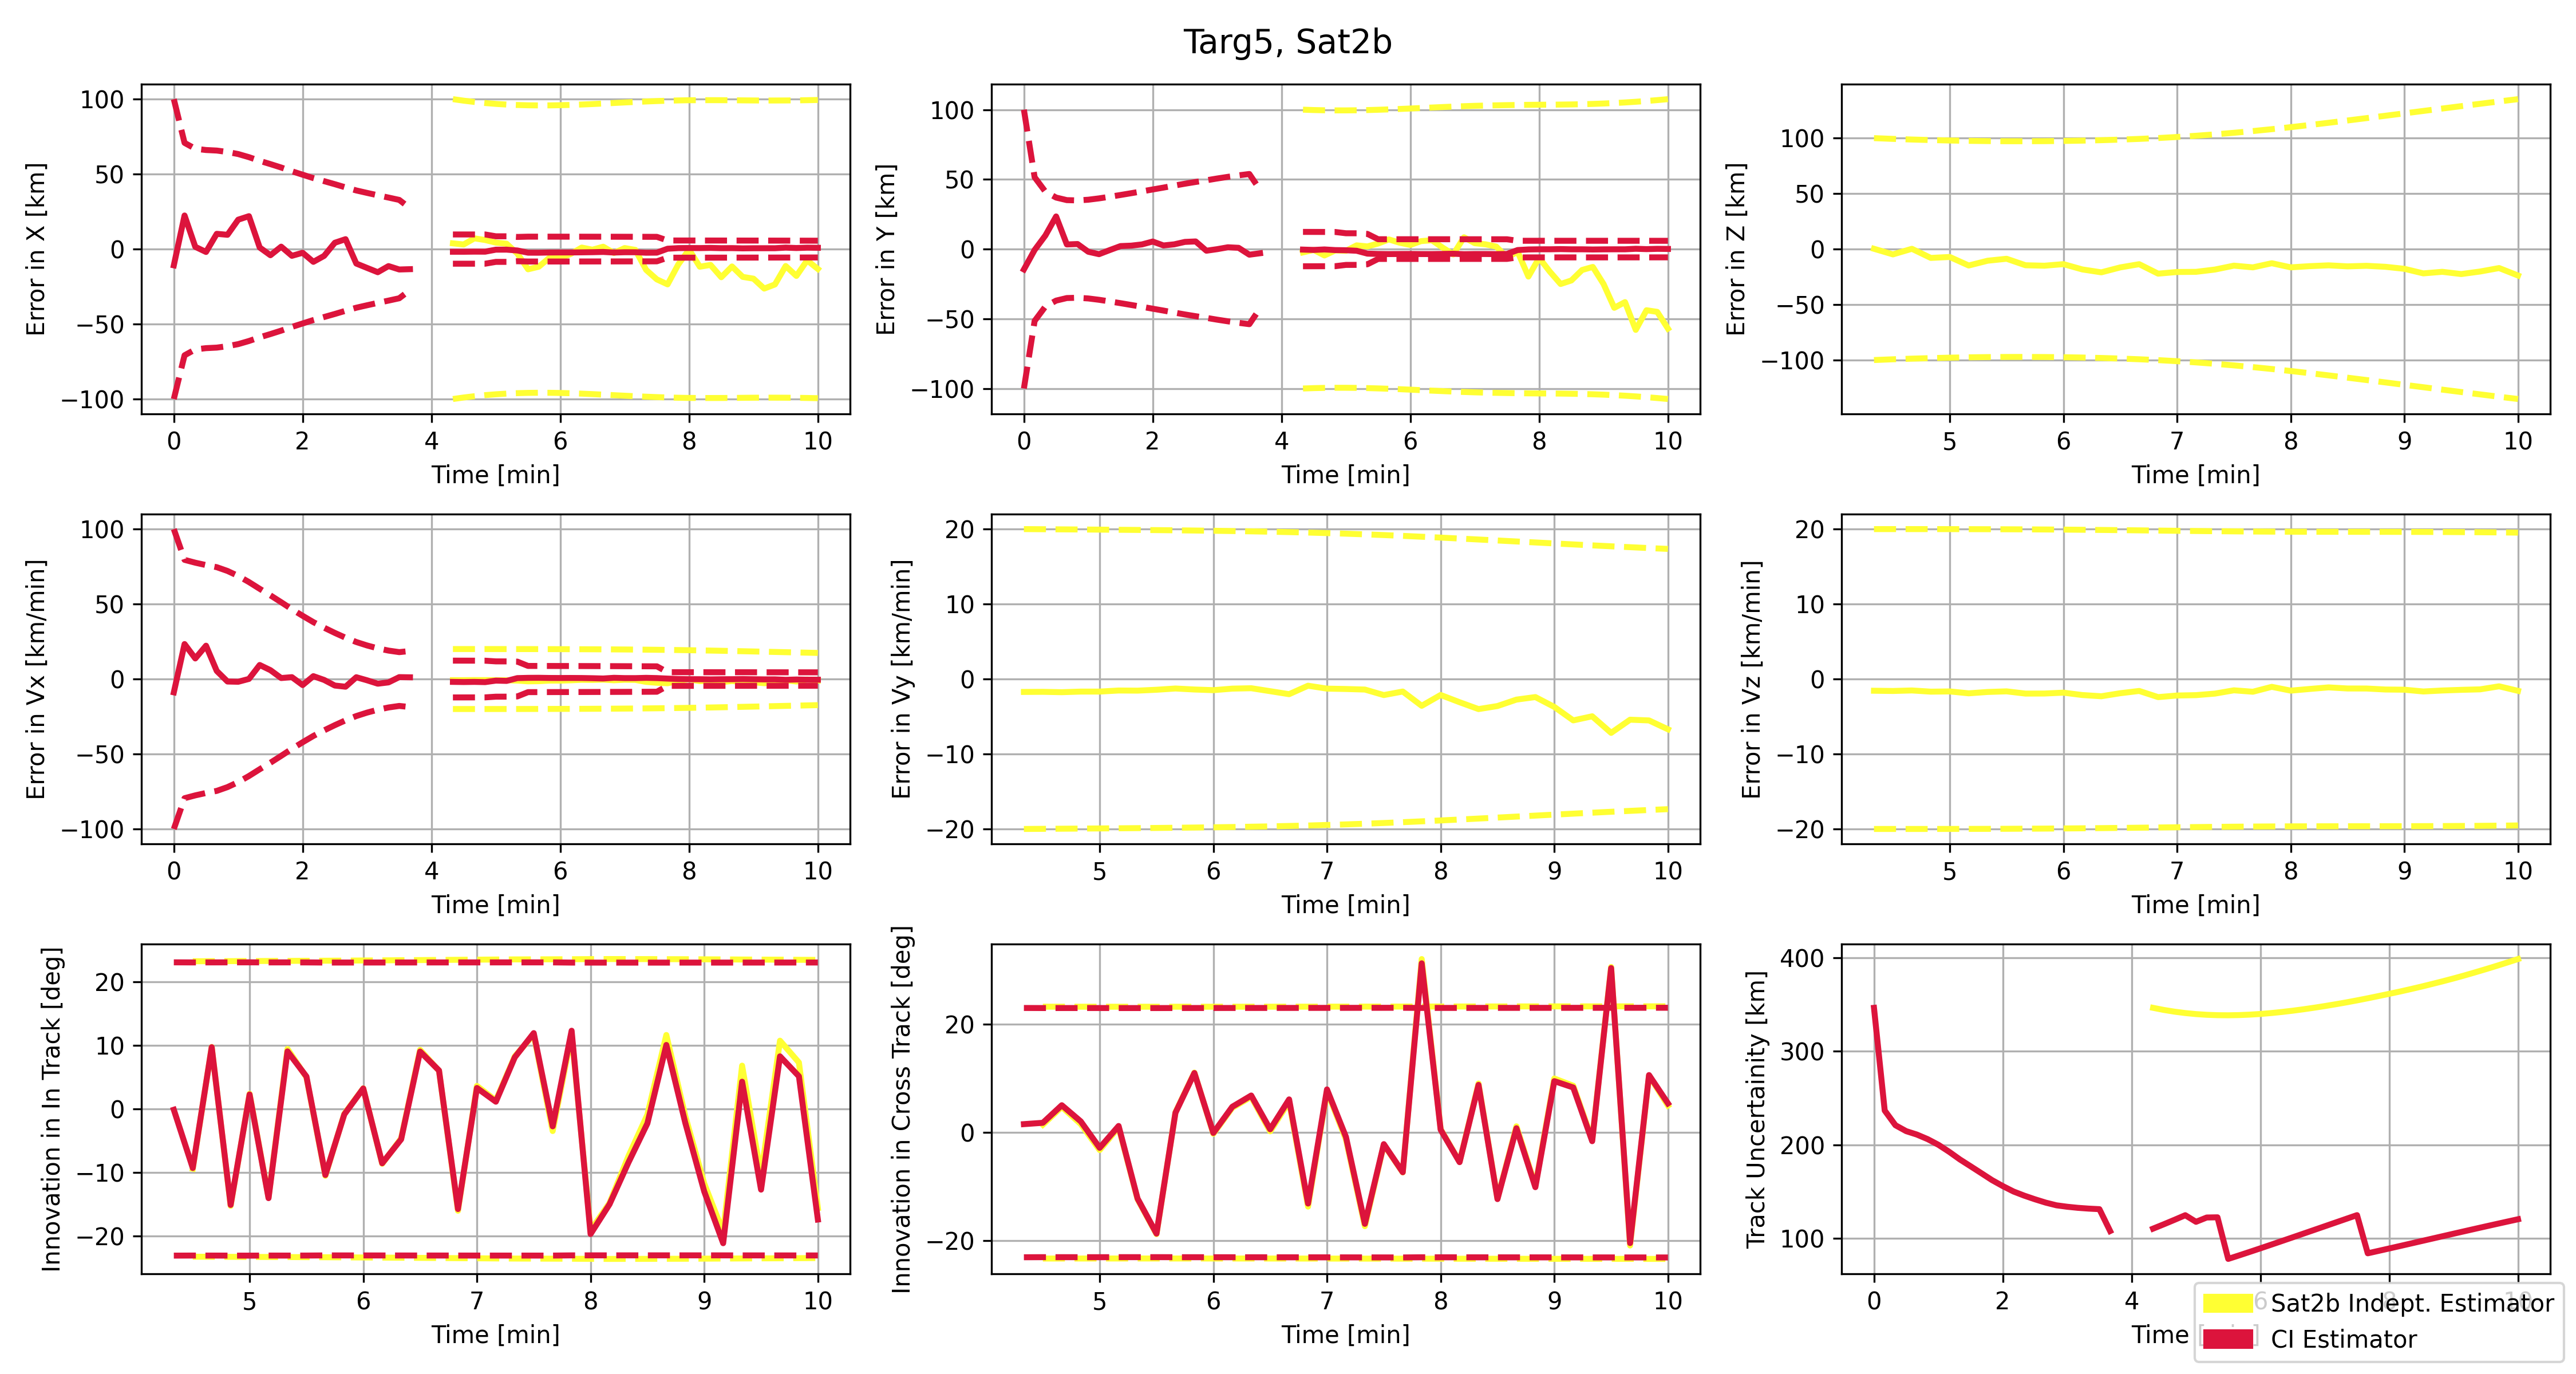 Targ5, Sat2b
Error in X [km]
100
50
0
−50
−100
0 2 4 6 8 10
Time [min]
Error in Y [km]
100
50
0
−50
−100
0 2 4 6 8 10
Time [min]
Error in Z [km]
100
50
0
−50
−100
5 6 7 8 9 10
Time [min]
Error in Vx [km/min]
100
50
0
−50
−100
0 2 4 6 8 10
Time [min]
Error in Vy [km/min]
20
10
0
−10
−20
5 6 7 8 9 10
Time [min]
Error in Vz [km/min]
20
10
0
−10
−20
5 6 7 8 9 10
Time [min]
Innovation in In Track [deg]
20
10
0
−10
−20
5 6 7 8 9 10
Time [min]
Innovation in Cross Track [deg]
20
0
−20
5 6 7 8 9 10
Time [min]
Track Uncertainity [km]
400
300
200
100
0 2 4 6 8 10
Time [min]
Sat2b Indept. Estimator
CI Estimator